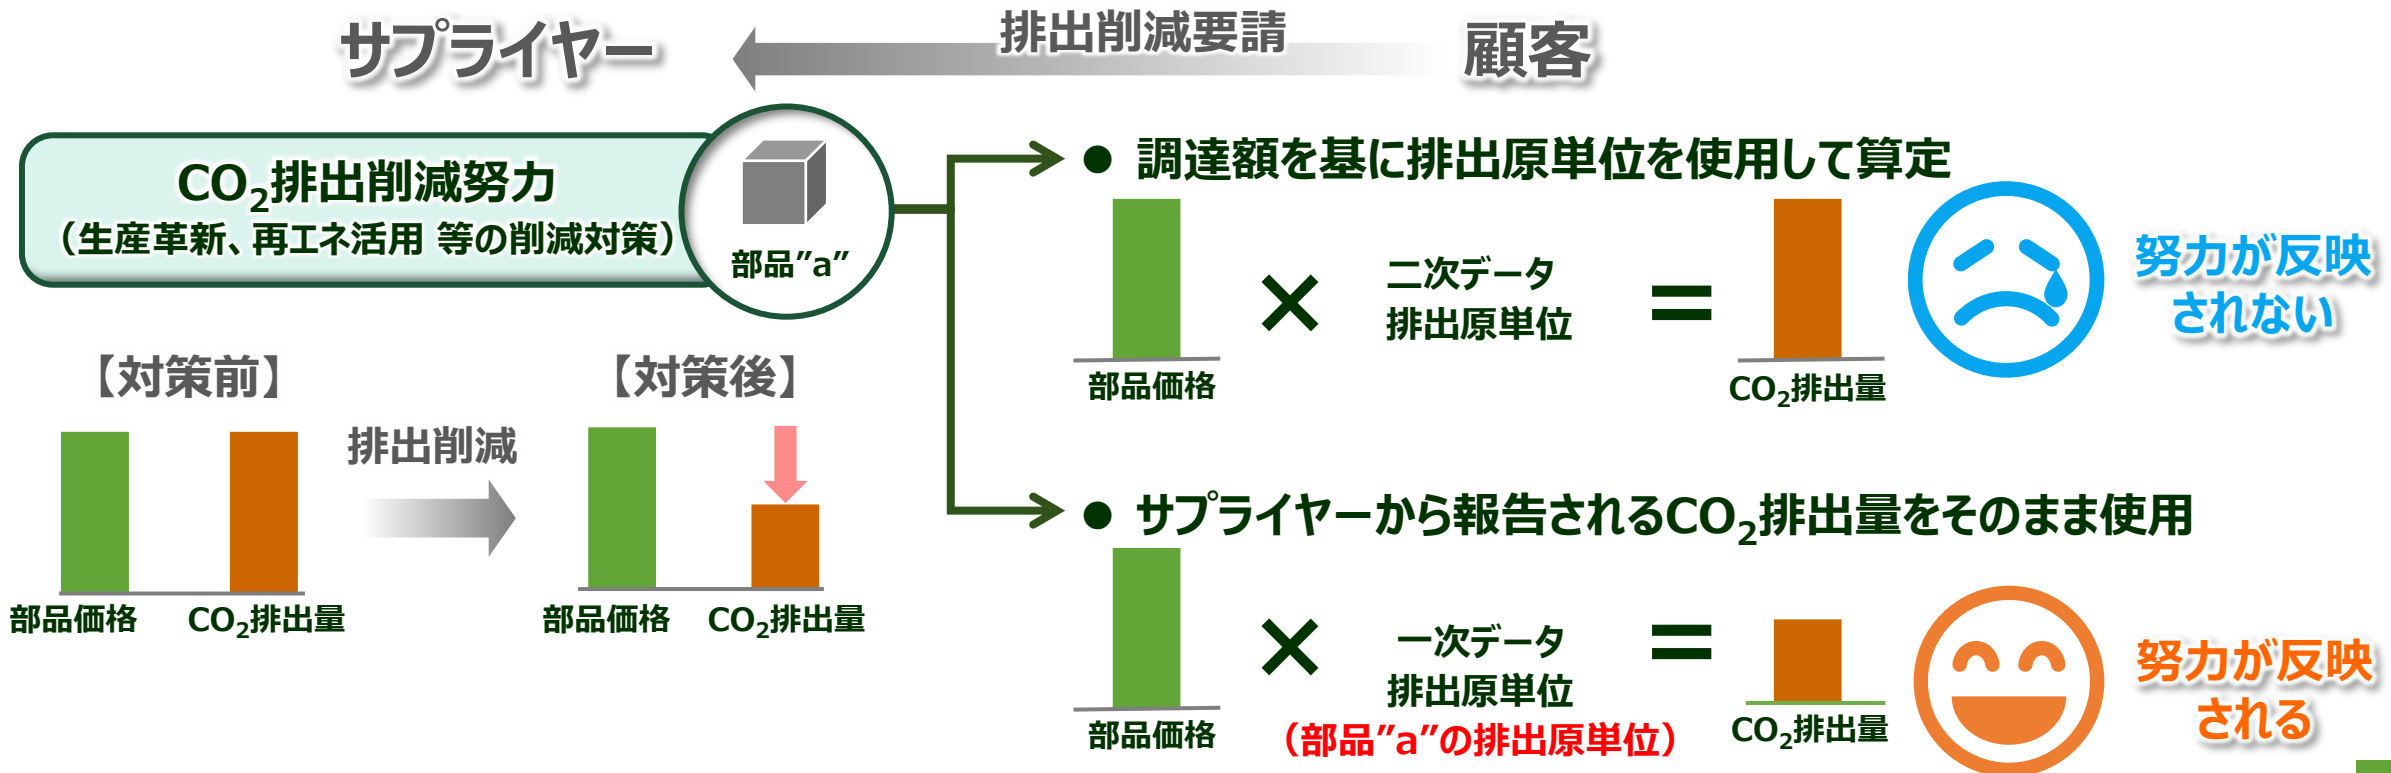 サプライヤー
排出削減要請
顧客
CO₂排出削減努力
（生産革新、再エネ活用 等の削減対策）
部品”a”
【対策前】
部品価格
CO₂排出量
排出削減
【対策後】
部品価格
CO₂排出量
● 調達額を基に排出原単位を使用して算定
部品価格
×
二次データ
排出原単位
＝
CO₂排出量
努力が反映
されない
● サプライヤーから報告されるCO₂排出量をそのまま使用
部品価格
×
一次データ
排出原単位
（部品”a”の排出原単位）
＝
CO₂排出量
努力が反映
される